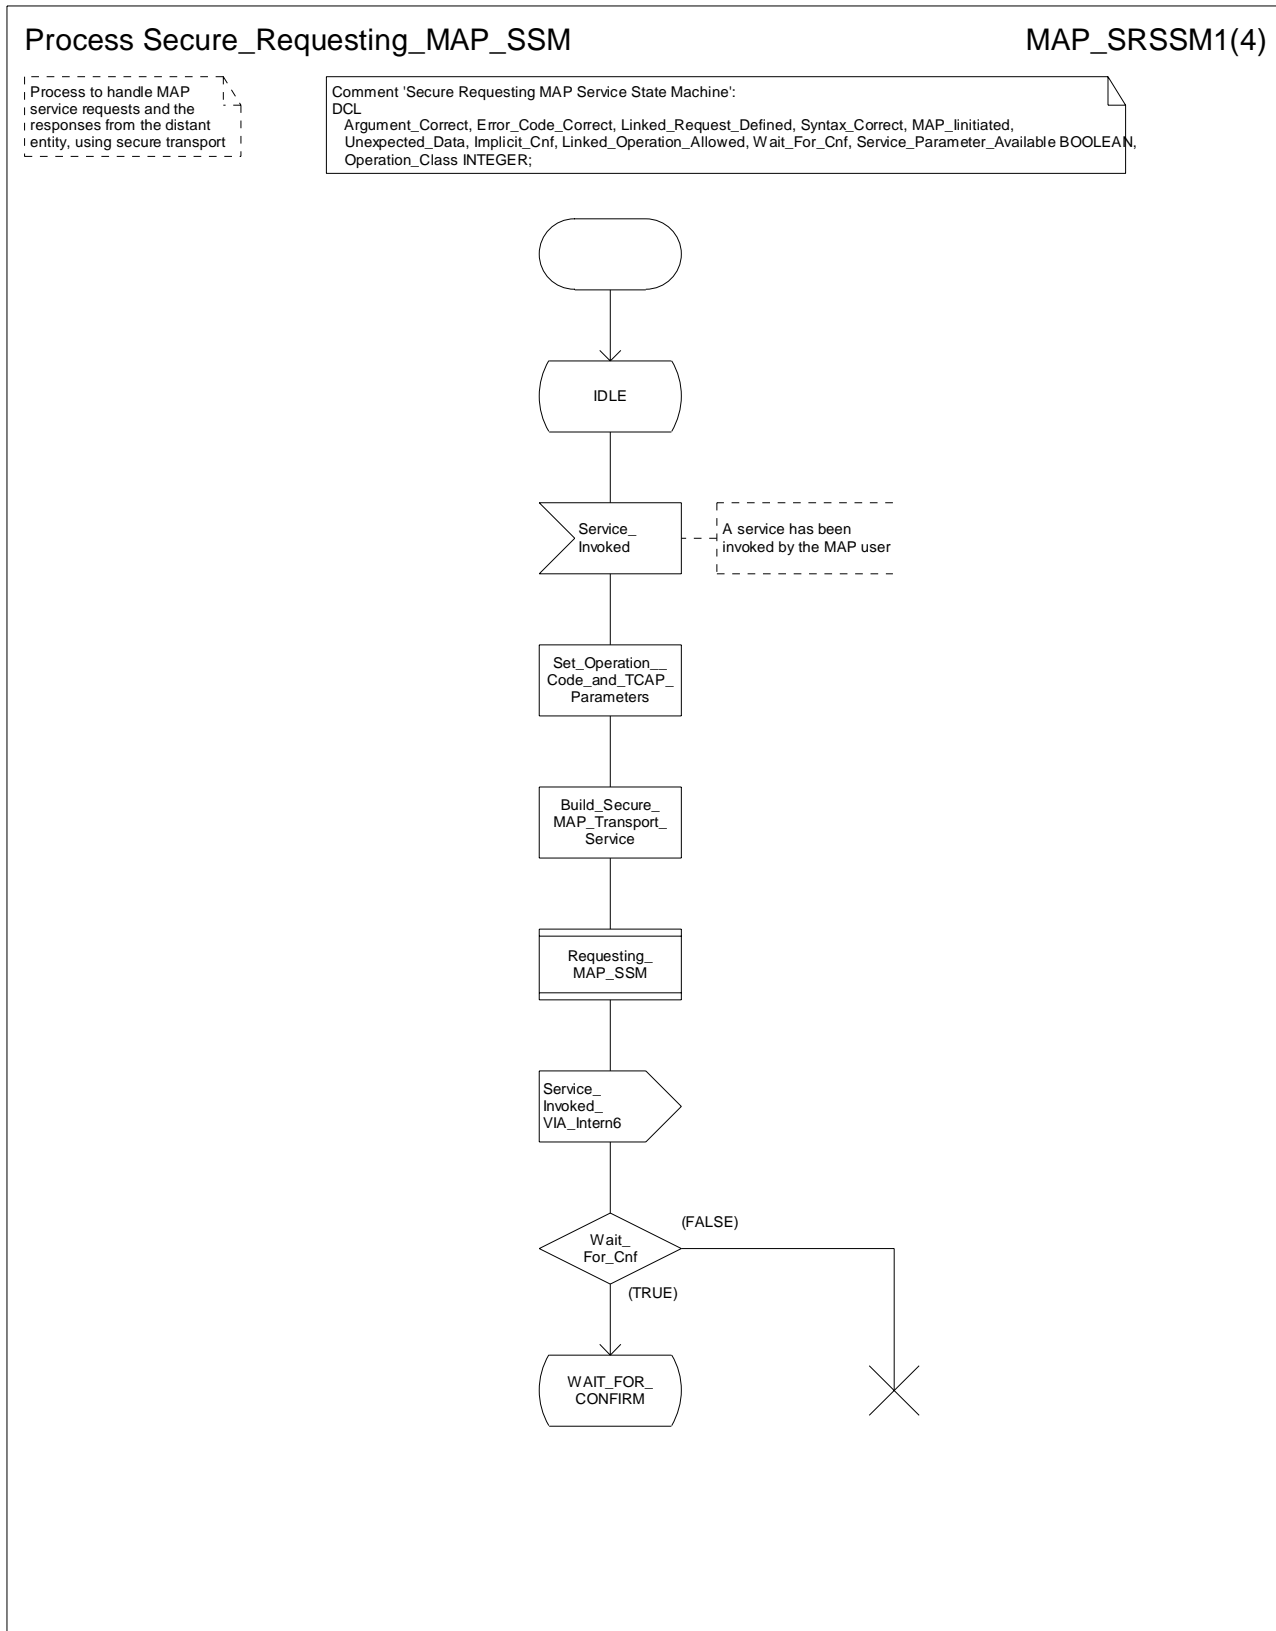 Process Secure_Requesting_MAP_SSM
MAP_SRSSM1(4)
Process to handle MAP
service requests and the
responses from the distant
entity, using secure transport
Comment 'Secure Requesting MAP Service State Machine':
DCL
Argument_Correct, Error_Code_Correct, Linked_Request_Defined, Syntax_Correct, MAP_Iinitiated,
Unexpected_Data, Implicit_Cnf, Linked_Operation_Allowed, Wait_For_Cnf, Service_Parameter_Available BOOLEAN,
Operation_Class INTEGER;
IDLE
Service_
Invoked
A service has been
invoked by the MAP user
Set_Operation__
Code_and_TCAP_
Parameters
Build_Secure_
MAP_Transport_
Service
Requesting_
MAP_SSM
Service_
Invoked_
VIA_Intern6
Wait_
For_Cnf
(FALSE)
(TRUE)
WAIT_FOR_
CONFIRM